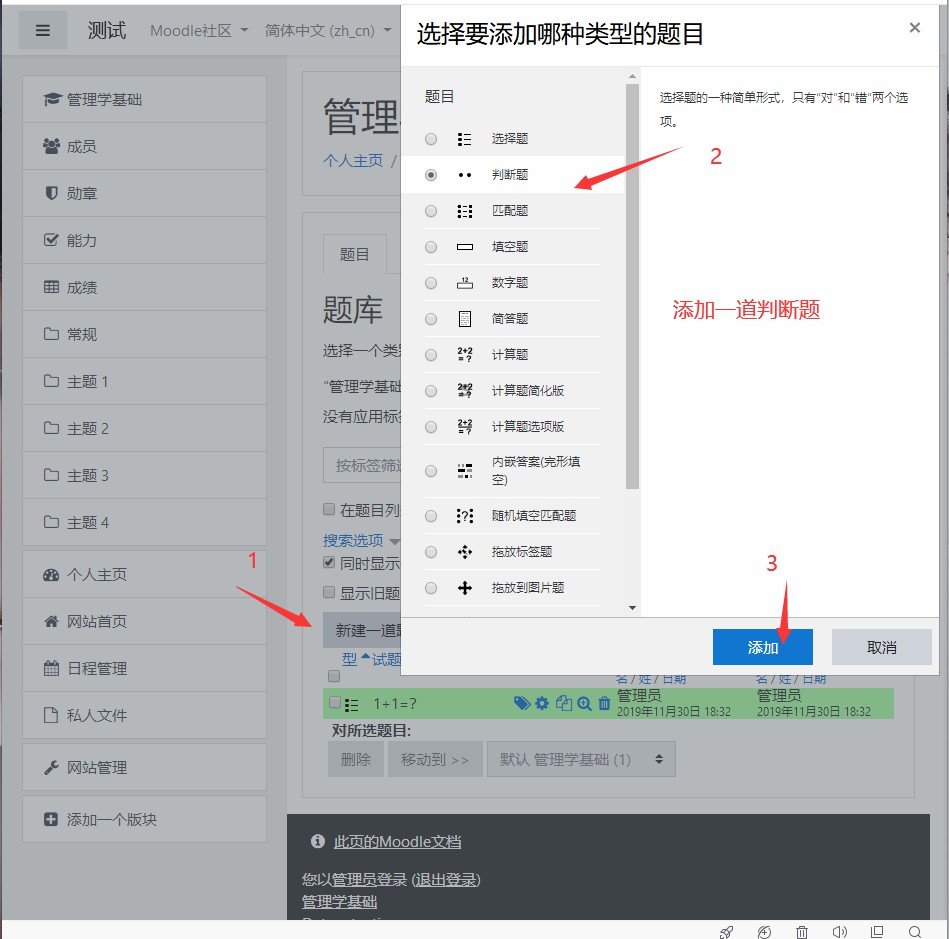 测试
Moodle社区
简体中文 (zh_cn)
管理学基础
成员
勋章
能力
成绩
常规
主题 1
主题 2
主题 3
主题 4
个人主页
网站首页
日程管理
私人文件
网站管理
添加一个版块
管理
个人主页 /
题目
题库
选择一个类
“管理学基础
没有应用标
按标签筛
在题目列
搜索选项
同时显示
显示旧题
新建一道
型 试题
名 / 姓 / 日期
名 / 姓 / 日期
1+1=?
管理员
2019年11月30日 18:32
管理员
2019年11月30日 18:32
对所选题目:
删除
移动到 >>
默认 管理学基础 (1)
此页的Moodle文档
您以管理员登录 (退出登录)
管理学基础
选择要添加哪种类型的题目
×
题目
选择题
判断题
匹配题
填空题
数字题
简答题
计算题
计算题简化版
计算题选项版
内嵌答案(完形填
空)
随机填空匹配题
拖放标签题
拖放到图片题
选择题的一种简单形式，只有“对”和“错”两个选
项。
添加一道判断题
1
2
3
添加
取消